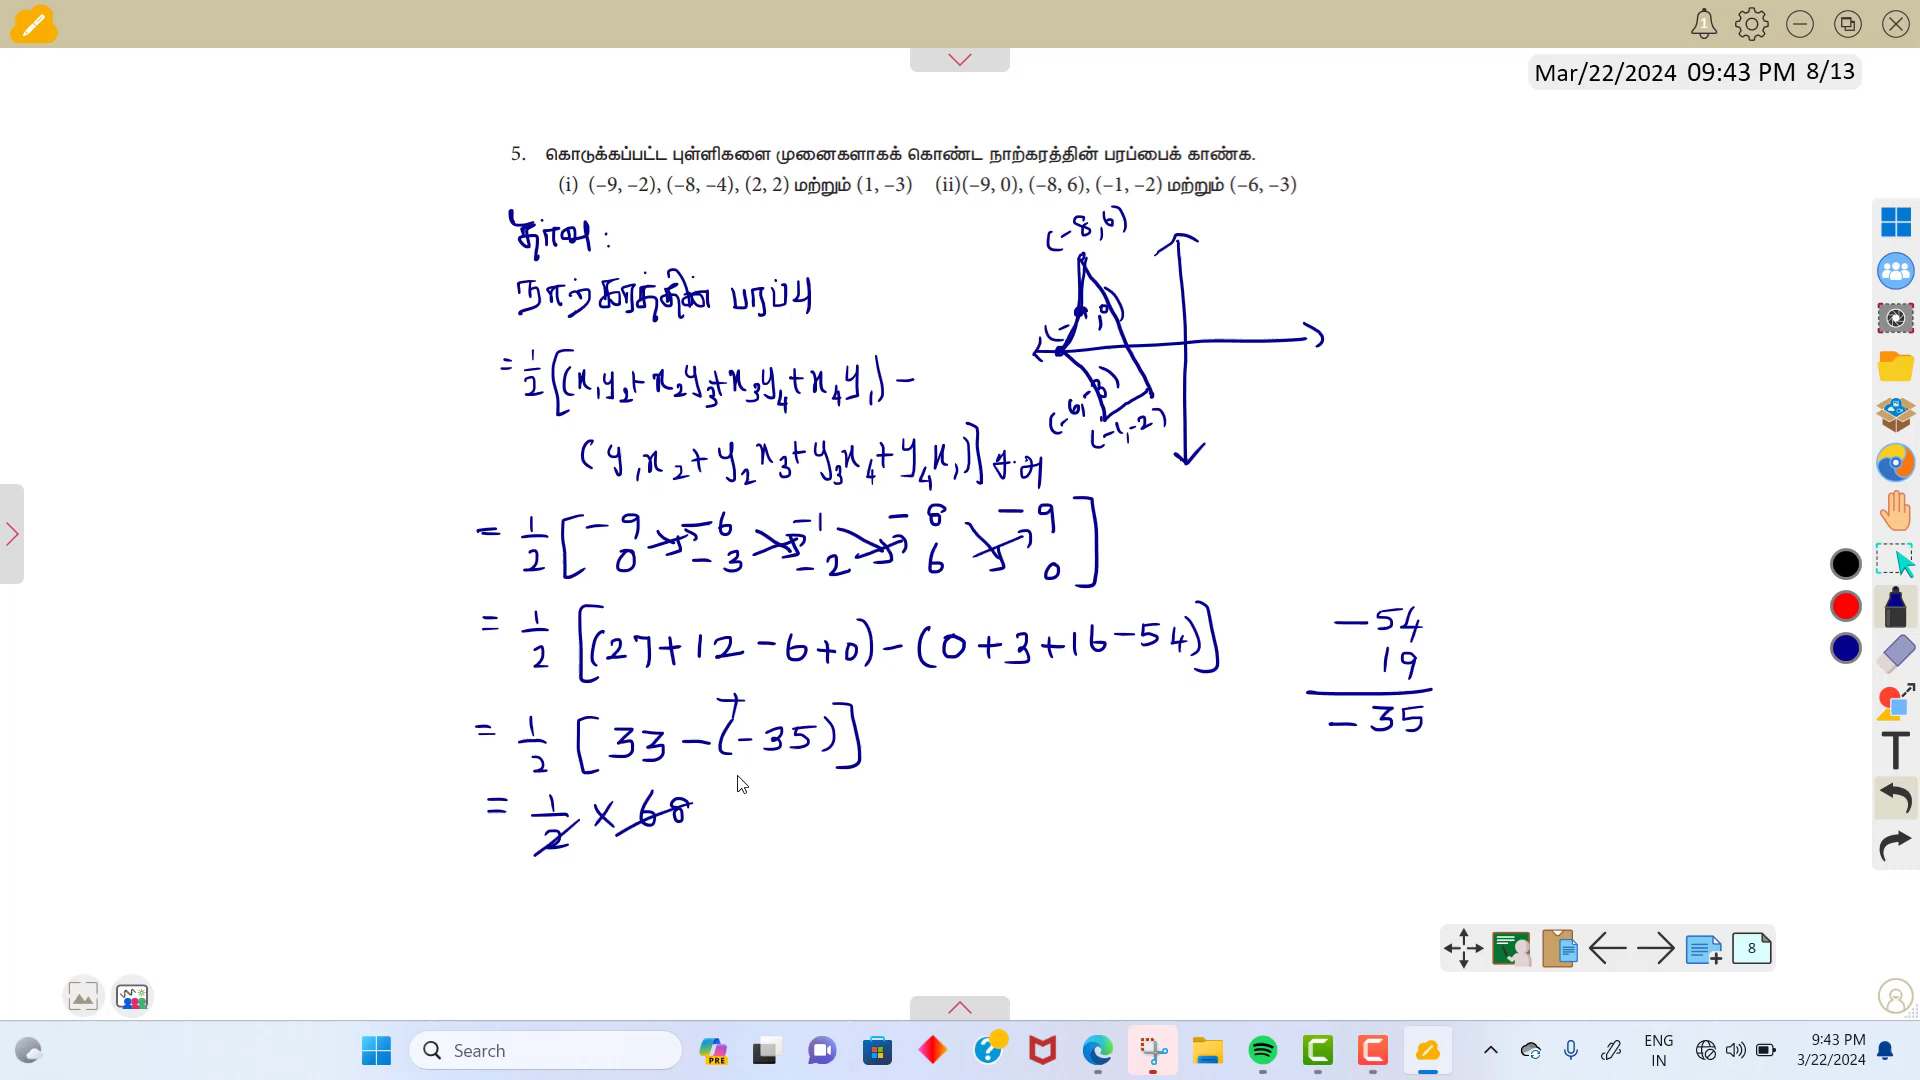 Mar/22/2024 09:43 PM 8/13
5. கொடுக்கப்பட்ட புள்ளிகளை முனைகளாகக் கொண்ட நாற்கரத்தின் பரப்பைக் காண்க.
(i) (−9, −2), (−8, −4), (2, 2) மற்றும் (1, −3) (ii)(−9, 0), (−8, 6), (−1, −2) மற்றும் (−6, −3)
தீர்வு :
(-8,6)
நாற்கரத்தின் பரப்பு
= 1/2 [(x₁y₂+x₂y₃+x₃y₄+x₄y₁) −
(-6,-3)
(-1,-2)
(y₁x₂+y₂x₃+y₃x₄+y₄x₁)] ச.அ
= 1/2 [ -9 -6 -1 -8 -9
0 -3 -2 6 0 ]
= 1/2 [(27+12-6+0)-(0+3+16-54)]
-54
19
-35
= 1/2 [33-(-35)]
+
= 1/2 × 68
8
Search
PRE
ENG
IN
9:43 PM
3/22/2024